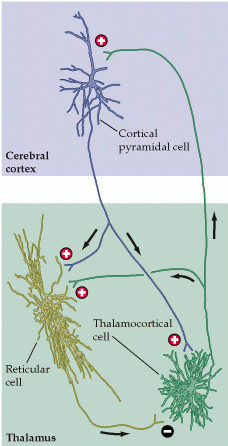 +
Cortical
pyramidal cell
Cerebral
cortex
+
+
Thalamocortical
cell
+
Reticular
cell
−
Thalamus